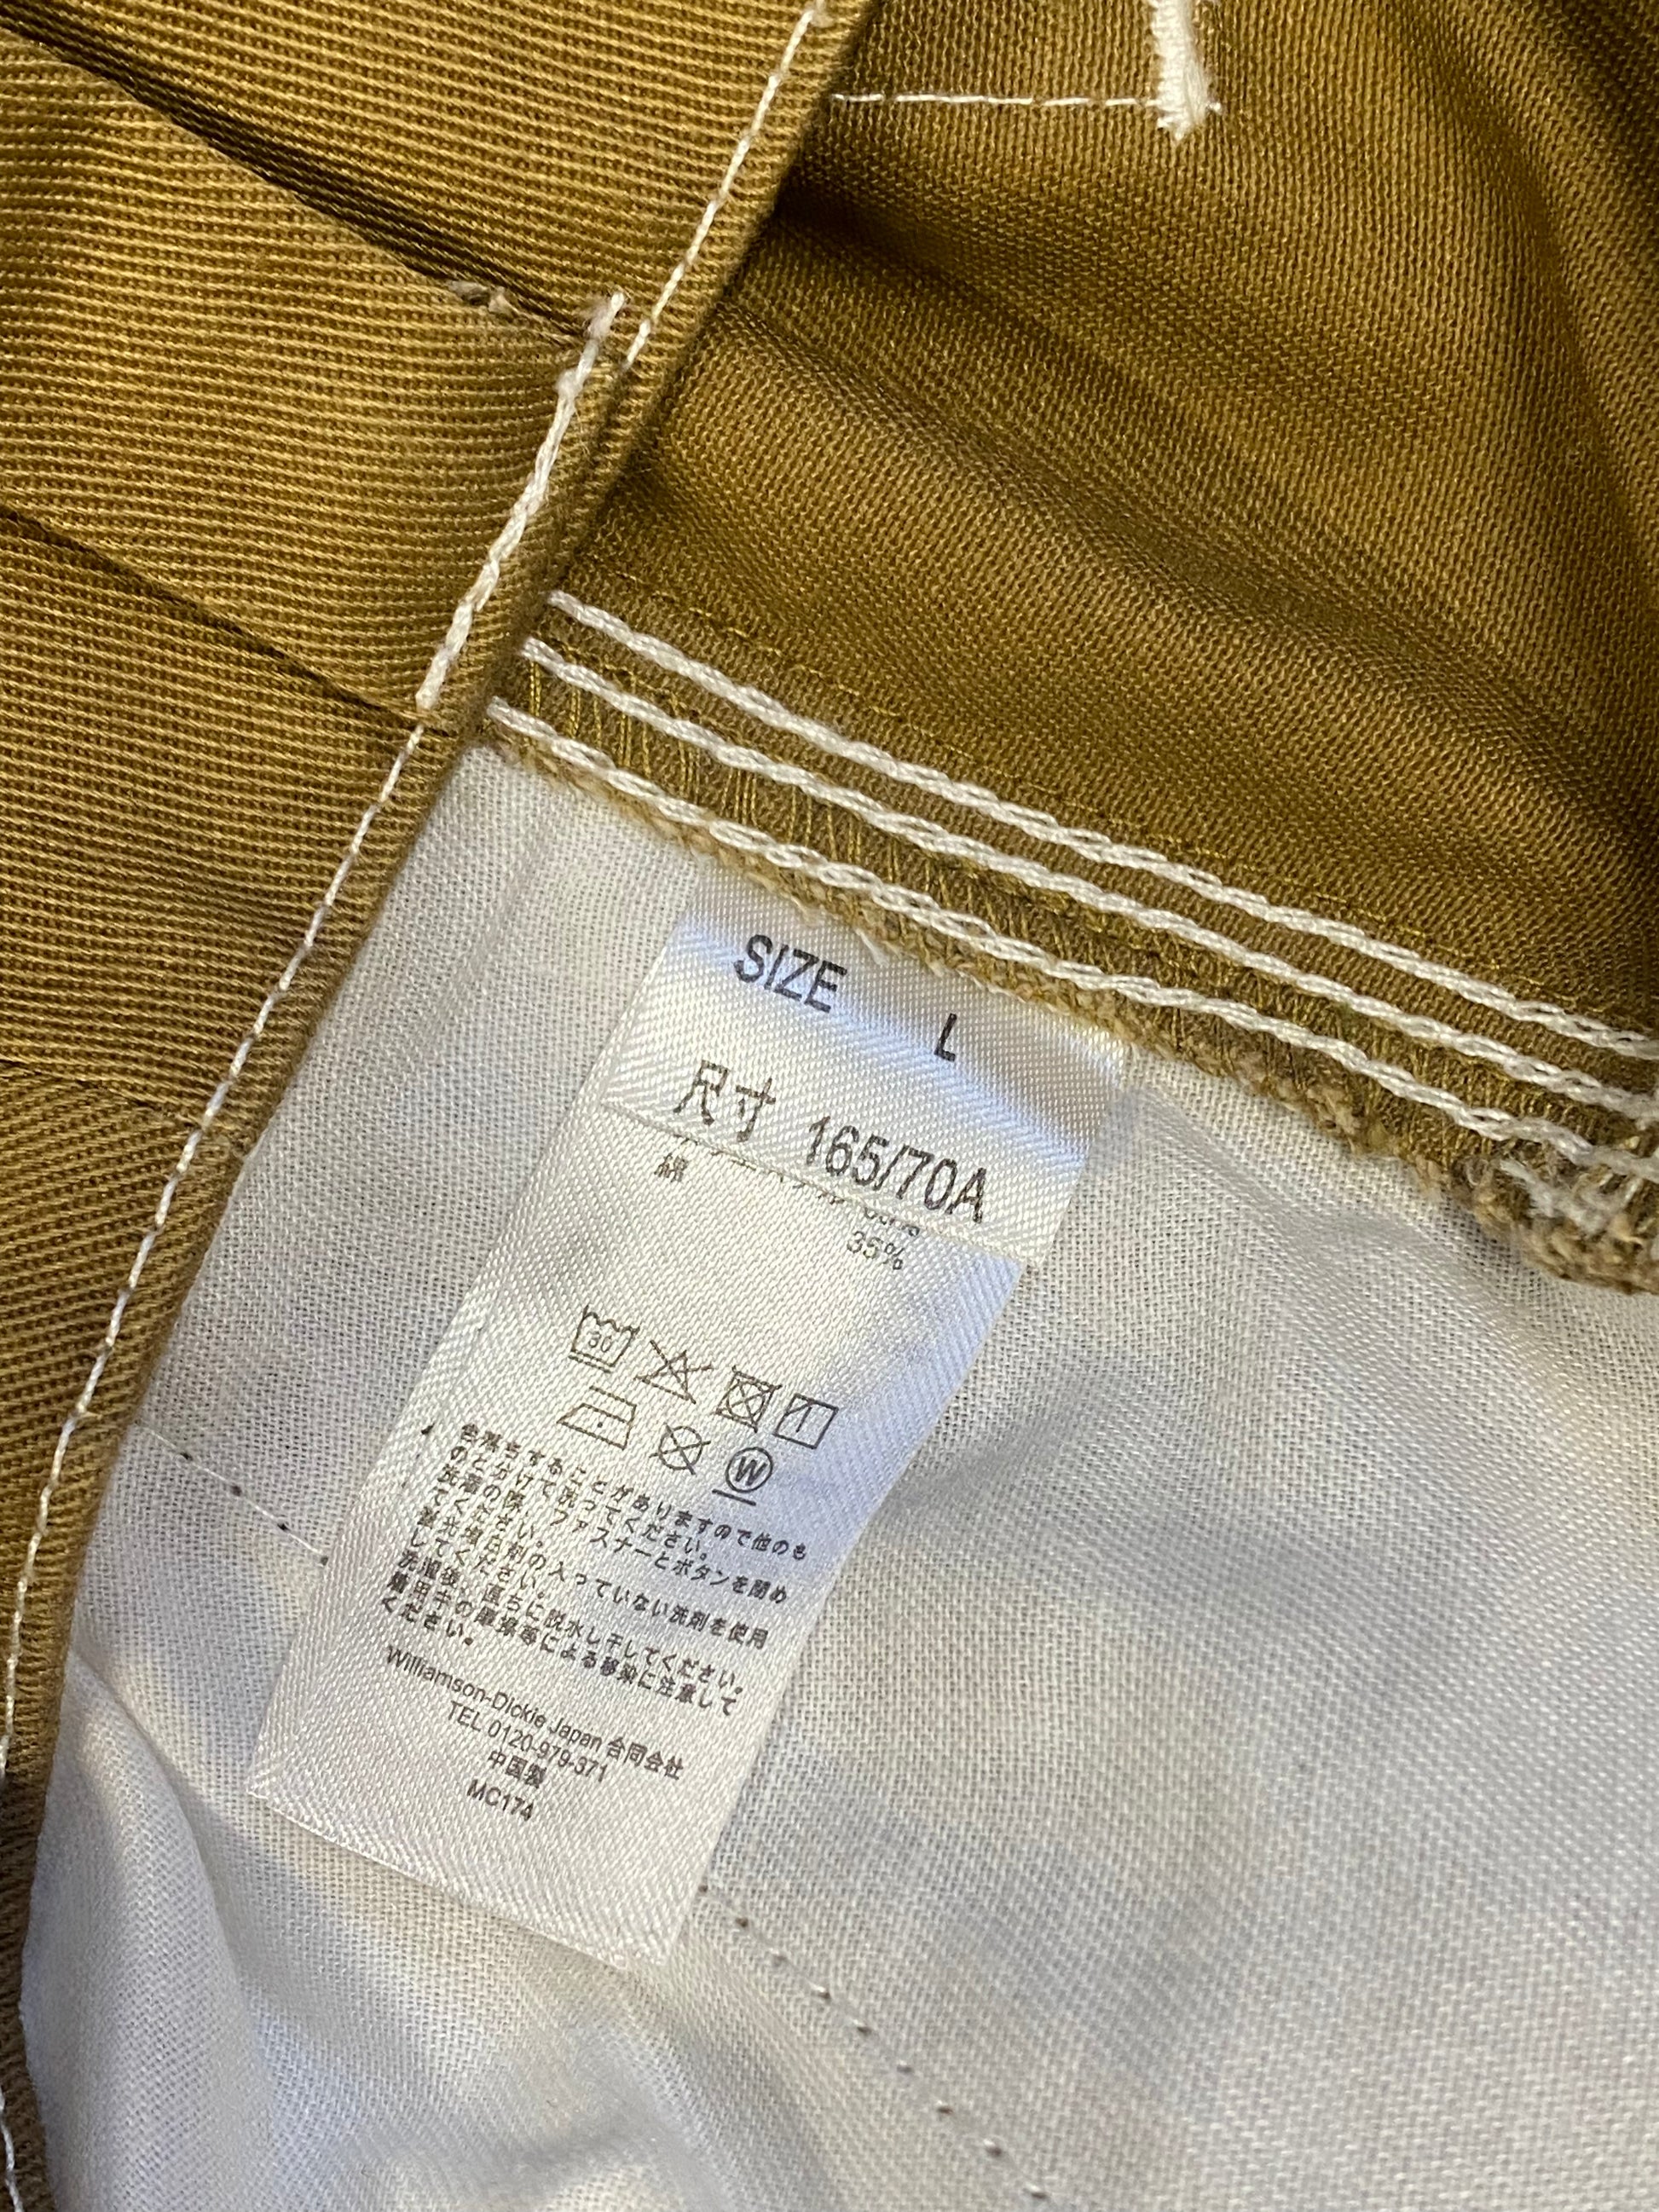 SIZE L
尺寸 165/70A
綿 35%
30
W
色落ちすることがありますので他のも
のと分けて洗ってください。
洗濯の際、ファスナーとボタンを閉め
てください。
蛍光増白剤の入っていない洗剤を使用
してください。
洗濯後、直ちに脱水し干してください。
着用中の摩擦等による移染に注意して
ください。
Williamson-Dickie Japan 合同会社
TEL 0120-979-371
中国製
MC174